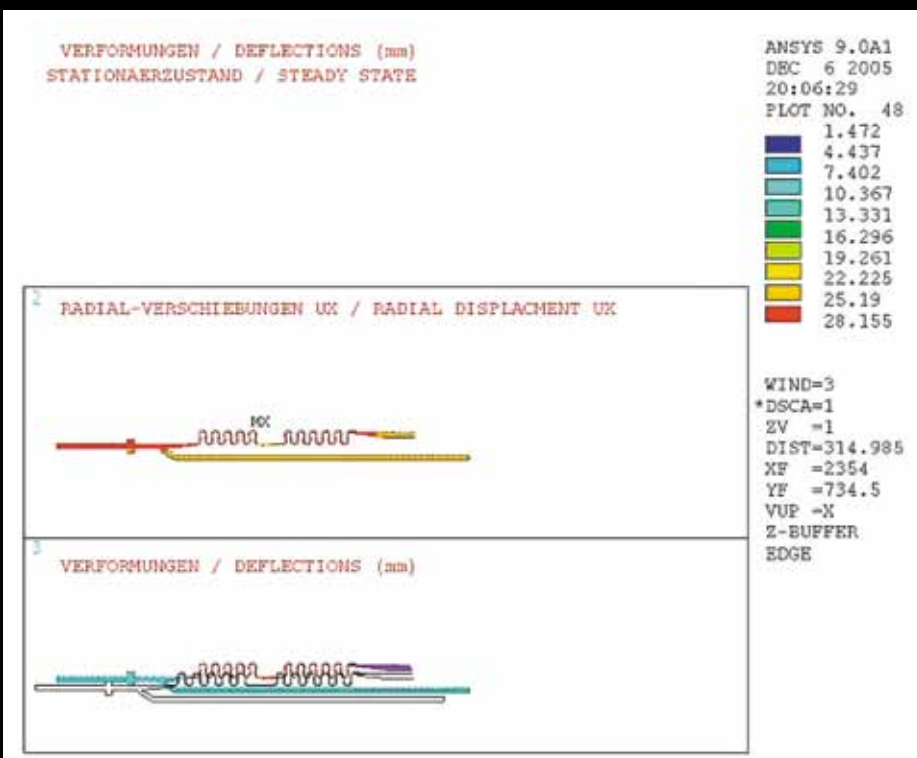 VERFORMUNGEN / DEFLECTIONS (mm)
STATIONAERZUSTAND / STEADY STATE
ANSYS 9.0A1
DEC 6 2005
20:06:29
PLOT NO. 48
1.472
4.437
7.402
10.367
13.331
16.296
19.261
22.225
25.19
28.155
2
RADIAL-VERSCHIEBUNGEN UX / RADIAL DISPLACMENT UX
MX
WIND=3
*DSCA=1
ZV =1
DIST=314.985
XF =2354
YF =734.5
VUP =X
Z-BUFFER
EDGE
3
VERFORMUNGEN / DEFLECTIONS (mm)